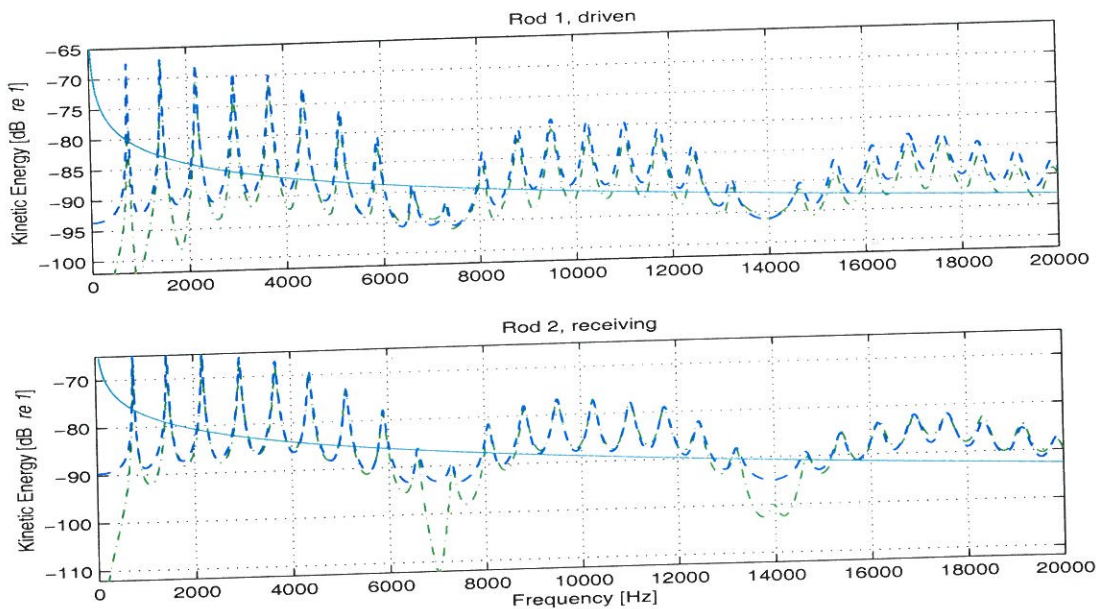 Rod 1, driven
Kinetic Energy [dB re 1]
−65
−70
−75
−80
−85
−90
−95
−100
0 2000 4000 6000 8000 10000 12000 14000 16000 18000 20000
Rod 2, receiving
Kinetic Energy [dB re 1]
−70
−80
−90
−100
−110
0 2000 4000 6000 8000 10000 12000 14000 16000 18000 20000
Frequency [Hz]